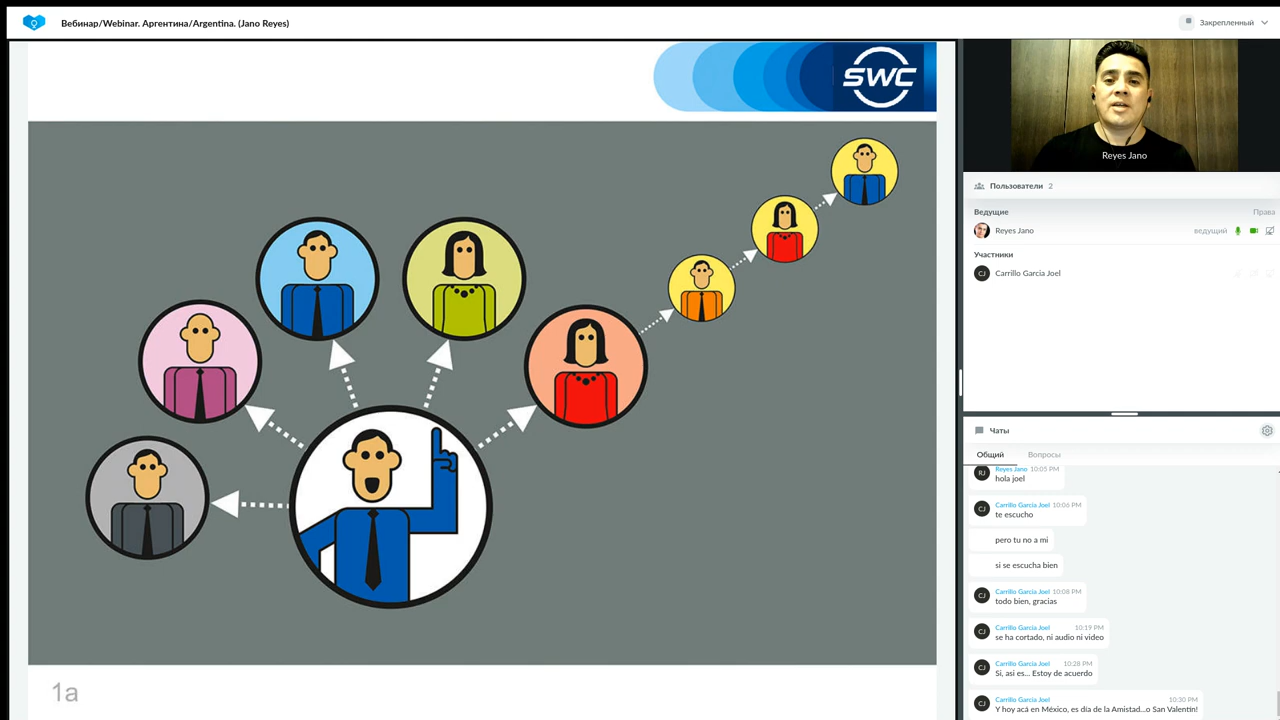 Вебинар/Webinar. Аргентина/Argentina. (Jano Reyes)
Закрепленный
SWC
1a
Reyes Jano
Пользователи 2
Ведущие
Права
Reyes Jano
ведущий
Участники
CJ
Carrillo Garcia Joel
Чаты
Общий
Вопросы
RJ
Reyes Jano 10:05 PM
hola joel
CJ
Carrillo Garcia Joel 10:06 PM
te escucho
pero tu no a mi
si se escucha bien
CJ
Carrillo Garcia Joel 10:08 PM
todo bien, gracias
CJ
Carrillo Garcia Joel 10:19 PM
se ha cortado, ni audio ni video
CJ
Carrillo Garcia Joel 10:28 PM
Si, asi es... Estoy de acuerdo
CJ
Carrillo Garcia Joel 10:30 PM
Y hoy acá en México, es día de la Amistad...o San Valentín!